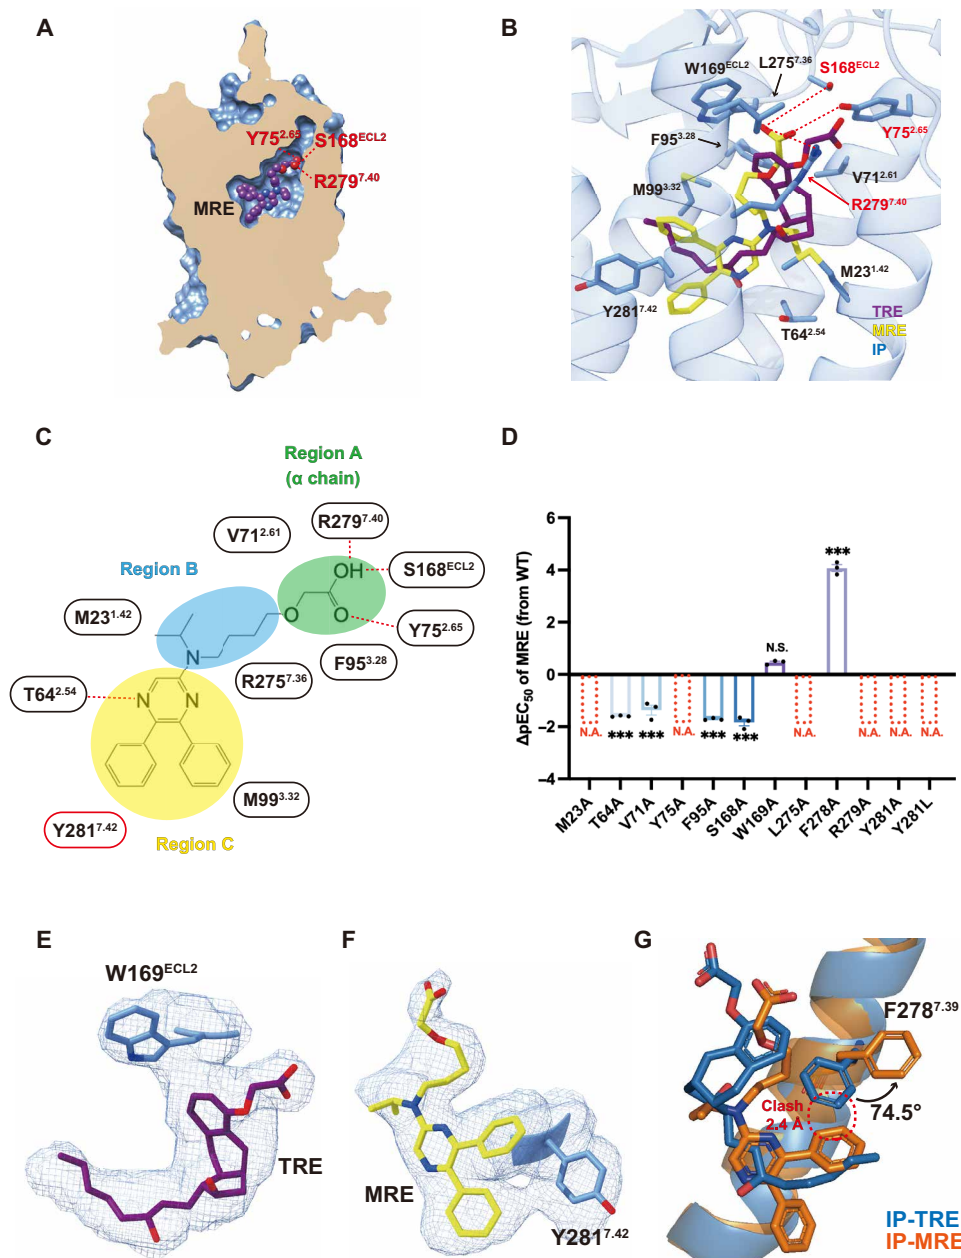 A
Y75^2.65
S168^ECL2
R279^7.40
MRE
B
W169^ECL2
L275^7.36
S168^ECL2
F95^3.28
Y75^2.65
V71^2.61
M99^3.32
R279^7.40
M23^1.42
Y281^7.42
T64^2.54
TRE
MRE
IP
C
Region A
(α chain)
R279^7.40
V71^2.61
Region B
OH
S168^ECL2
M23^1.42
O
O
Y75^2.65
F95^3.28
N
R275^7.36
T64^2.54
N
N
M99^3.32
Y281^7.42
Region C
D
ΔpEC50 of MRE (from WT)
6
4
2
0
−2
−4
***
N.S.
N.A.
***
***
N.A.
***
***
N.A.
N.A.
N.A.
N.A.
M23A
T64A
V71A
Y75A
F95A
S168A
W169A
L275A
F278A
R279A
Y281A
Y281L
E
W169^ECL2
TRE
F
MRE
Y281^7.42
G
F278^7.39
Clash
2.4 A
74.5°
IP-TRE
IP-MRE